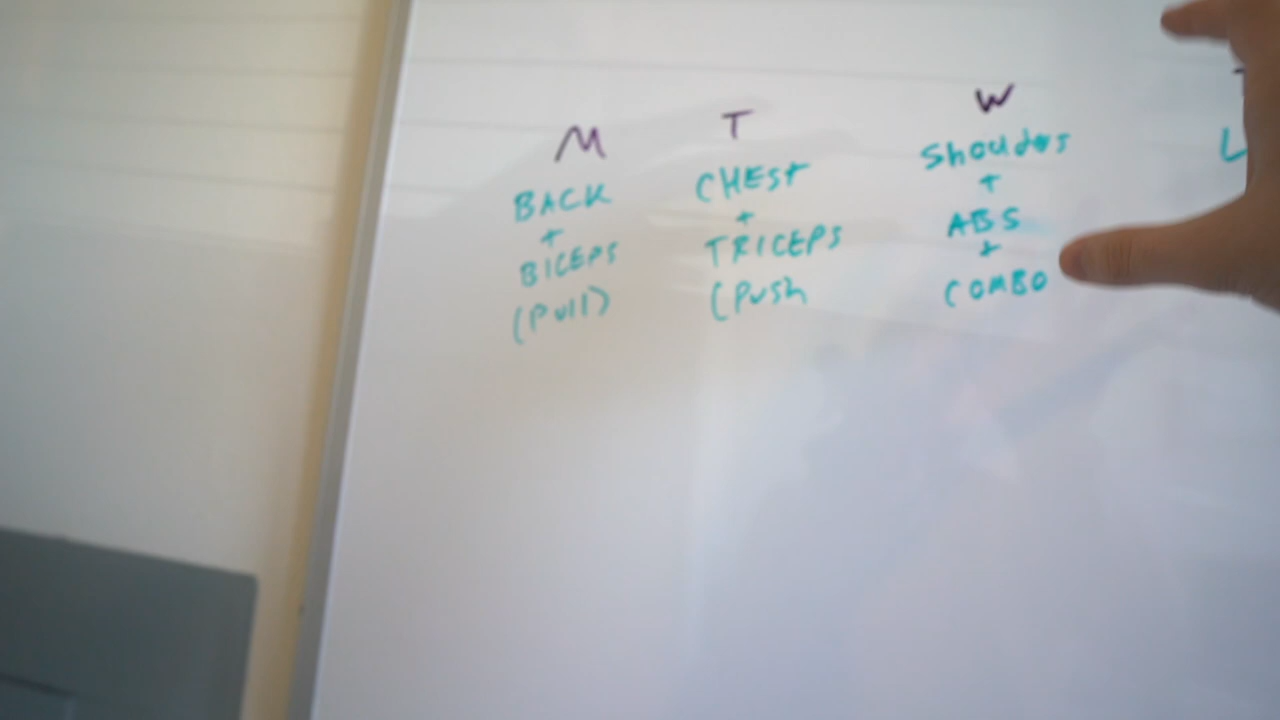 M
BACK
+
BICEPS
(Pull)
T
CHEST
+
TRICEPS
(Push
W
Shoulders
+
ABS
+
COMBO
L